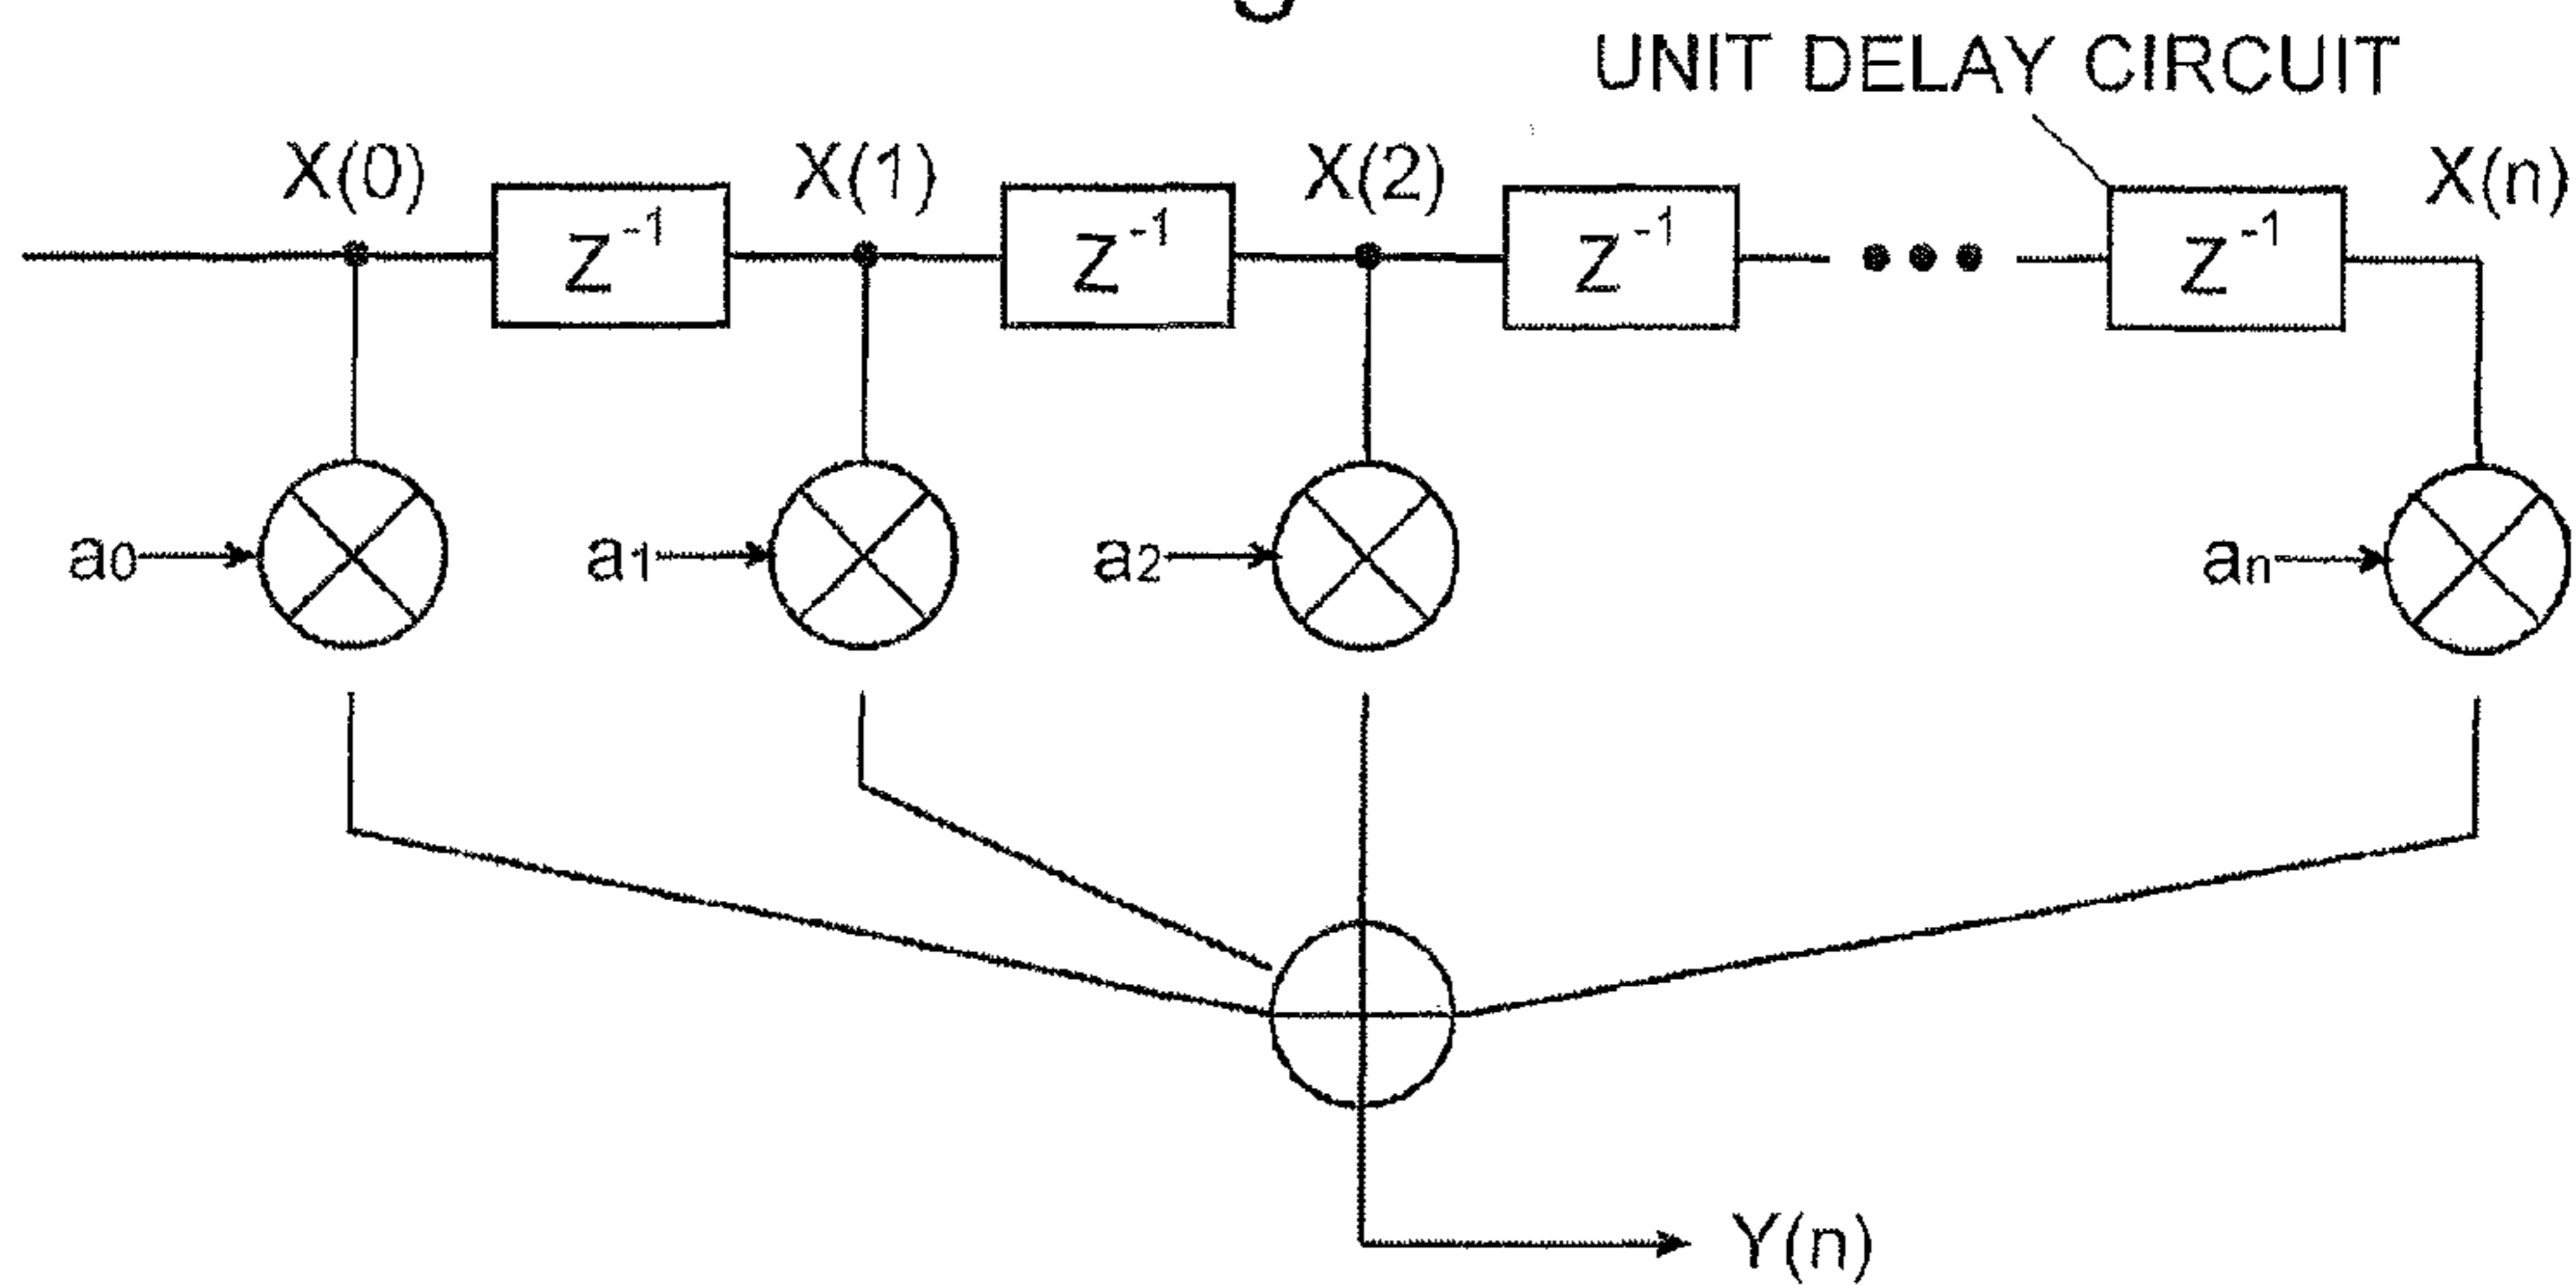 UNIT DELAY CIRCUIT
X(0) X(1) X(2) X(n)
Z⁻¹ Z⁻¹ Z⁻¹ Z⁻¹
a₀ a₁ a₂ aₙ
Y(n)